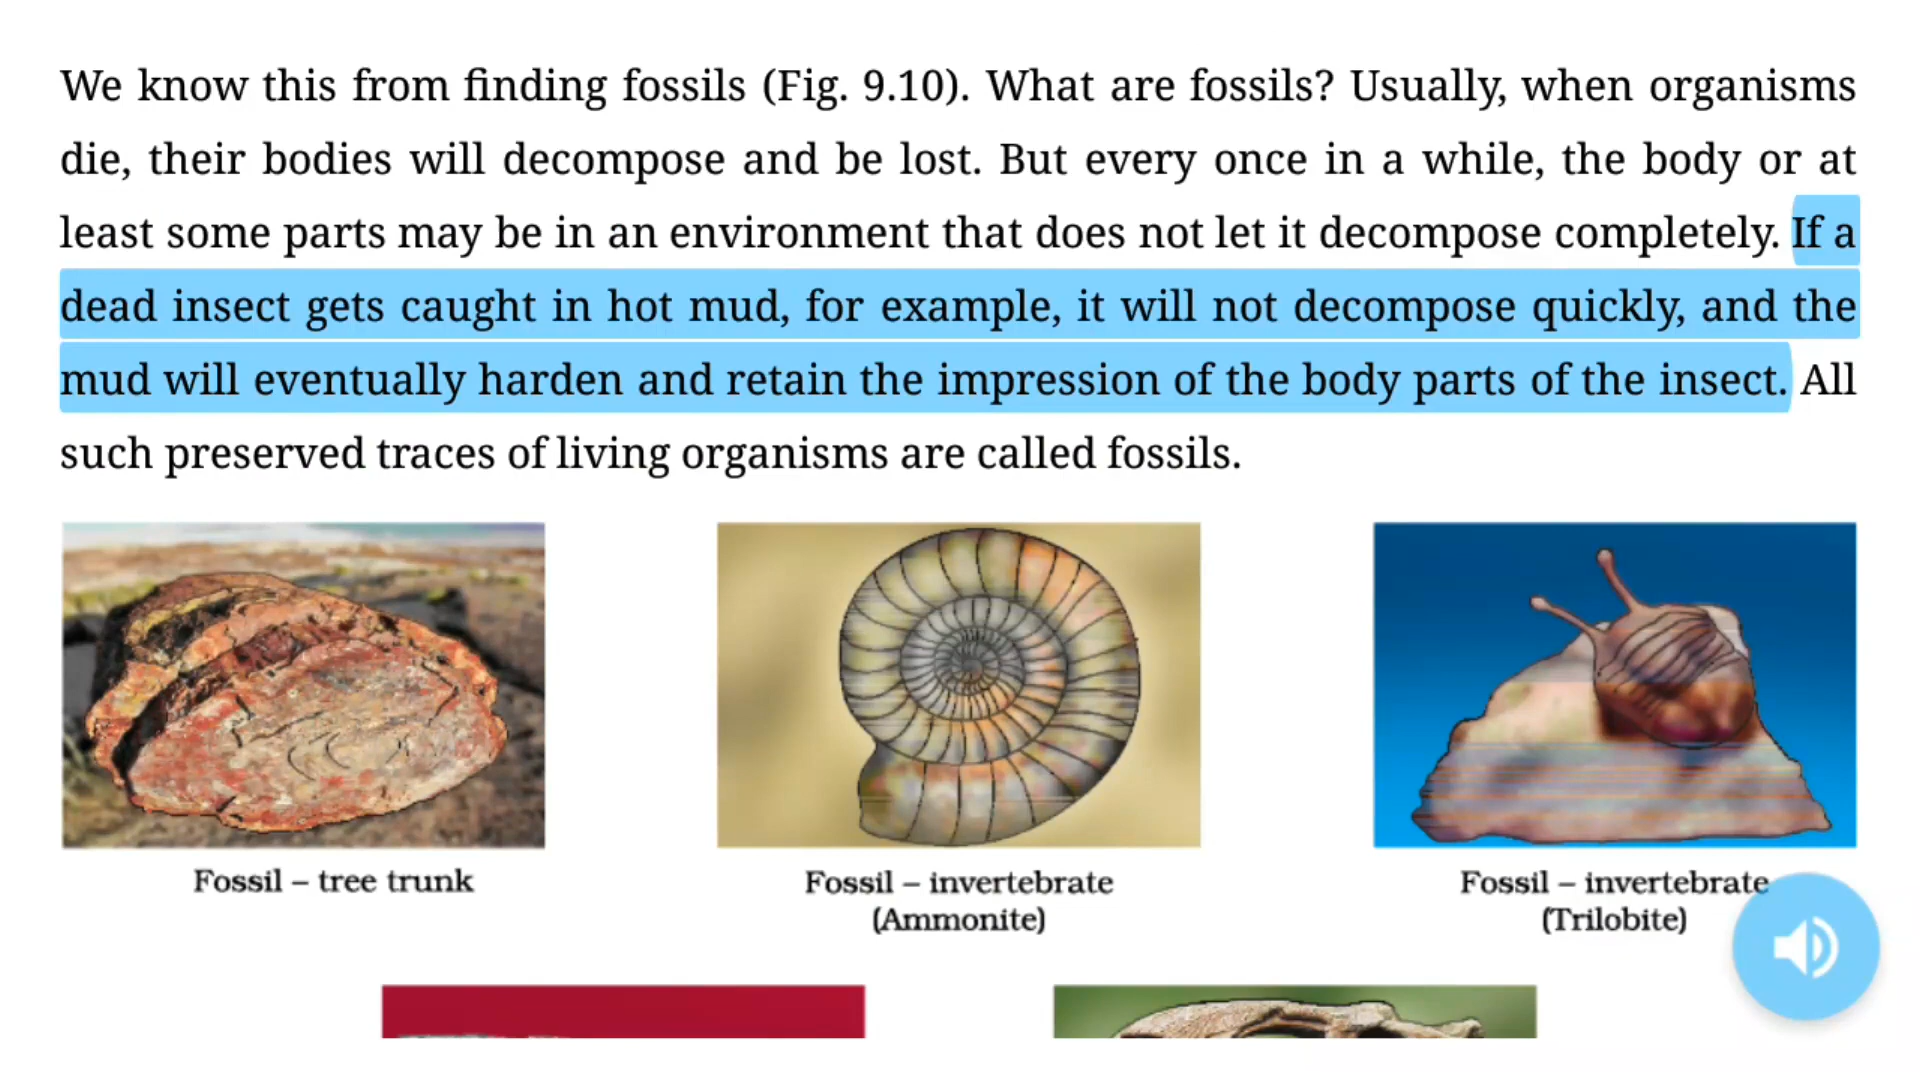 We know this from finding fossils (Fig. 9.10). What are fossils? Usually, when organisms
die, their bodies will decompose and be lost. But every once in a while, the body or at
least some parts may be in an environment that does not let it decompose completely. If a
dead insect gets caught in hot mud, for example, it will not decompose quickly, and the
mud will eventually harden and retain the impression of the body parts of the insect. All
such preserved traces of living organisms are called fossils.
Fossil – tree trunk
Fossil – invertebrate
(Ammonite)
Fossil – invertebrate
(Trilobite)